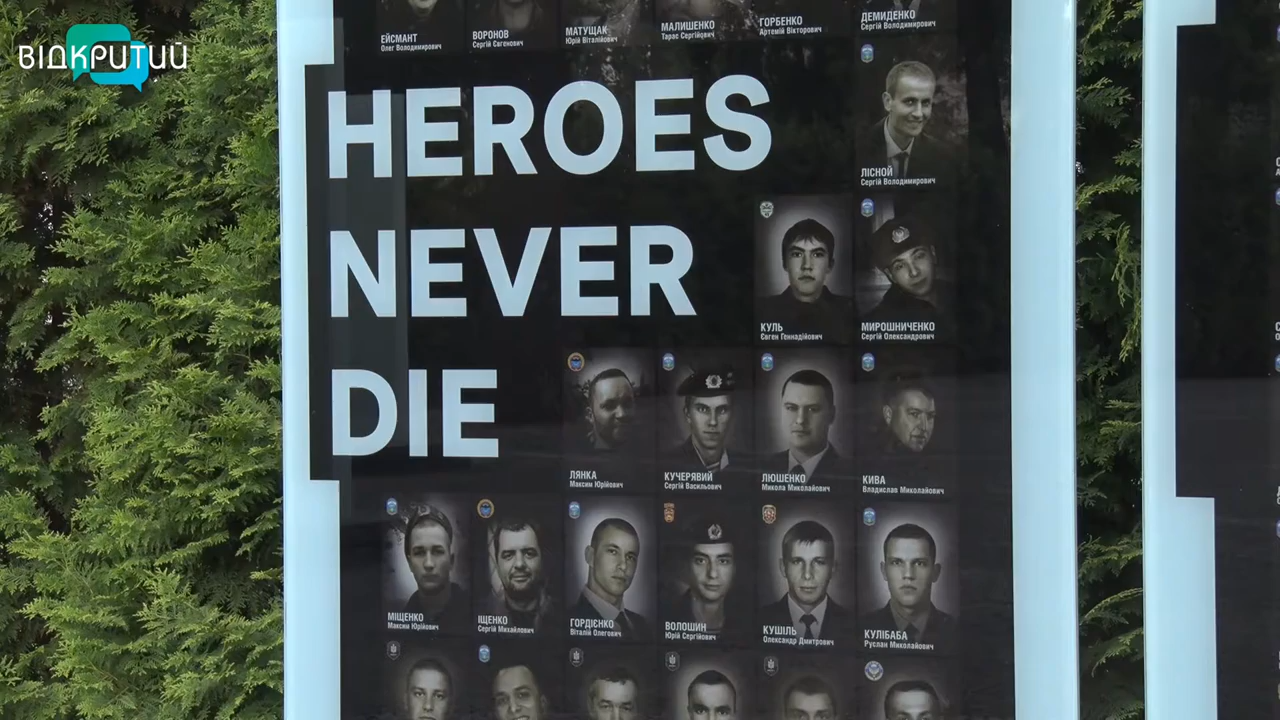 ВІДКРИТИЙ
ЕЙСМАНТ
Олег Володимирович
ВОРОНОВ
Сергій Євгенович
МАТУЩАК
Юрій Віталійович
МАЛИШЕНКО
Тарас Сергійович
ГОРБЕНКО
Артемій Вікторович
ДЕМИДЕНКО
Сергій Володимирович
HEROES
NEVER
DIE
ЛІСНОЙ
Сергій Володимирович
КУЛЬ
Євген Геннадійович
МИРОШНИЧЕНКО
Сергій Олександрович
ЛЯНКА
Максим Юрійович
КУЧЕРЯВИЙ
Сергій Васильович
ЛЮШЕНКО
Микола Миколайович
КИВА
Владислав Миколайович
МІЩЕНКО
Максим Юрійович
ІЩЕНКО
Сергій Михайлович
ГОРДІЄНКО
Віталій Олегович
ВОЛОШИН
Юрій Сергійович
КУШІЛЬ
Олександр Дмитрович
КУЛІБАБА
Руслан Миколайович